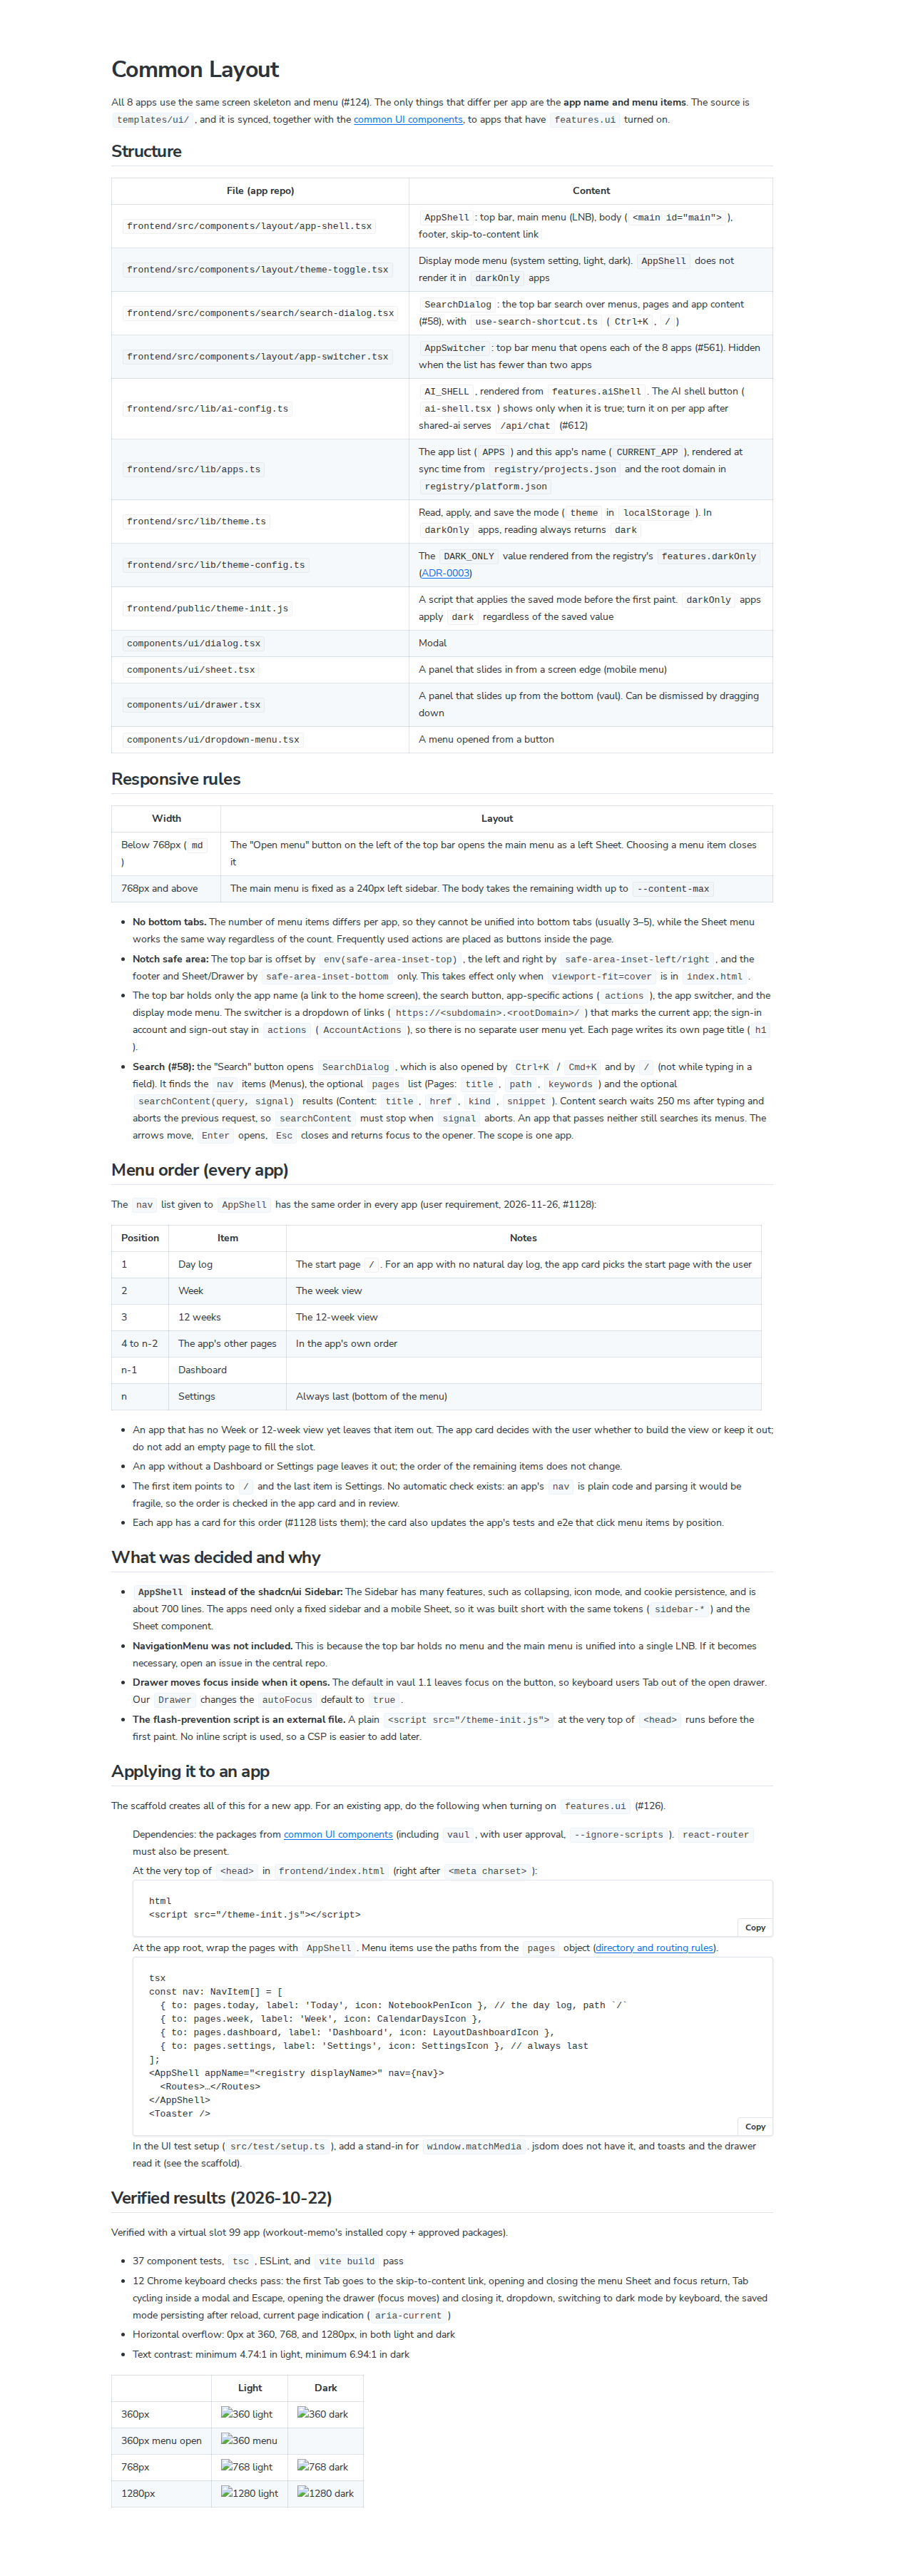 Common Layout
All 8 apps use the same screen skeleton and menu (#124). The only things that differ per app are the app name and menu items. The source is
templates/ui/ , and it is synced, together with the common UI components, to apps that have features.ui turned on.
Structure
File (app repo) Content
frontend/src/components/layout/app-shell.tsx AppShell : top bar, main menu (LNB), body ( <main id="main"> ),
footer, skip-to-content link
frontend/src/components/layout/theme-toggle.tsx Display mode menu (system setting, light, dark). AppShell does not
render it in darkOnly apps
frontend/src/components/search/search-dialog.tsx SearchDialog : the top bar search over menus, pages and app content
(#58), with use-search-shortcut.ts ( Ctrl+K , / )
frontend/src/components/layout/app-switcher.tsx AppSwitcher : top bar menu that opens each of the 8 apps (#561). Hidden
when the list has fewer than two apps
frontend/src/lib/ai-config.ts AI_SHELL , rendered from features.aiShell . The AI shell button (
ai-shell.tsx ) shows only when it is true; turn it on per app after
shared-ai serves /api/chat (#612)
frontend/src/lib/apps.ts The app list ( APPS ) and this app's name ( CURRENT_APP ), rendered at
sync time from registry/projects.json and the root domain in
registry/platform.json
frontend/src/lib/theme.ts Read, apply, and save the mode ( theme in localStorage ). In
darkOnly apps, reading always returns dark
frontend/src/lib/theme-config.ts The DARK_ONLY value rendered from the registry's features.darkOnly
(ADR-0003)
frontend/public/theme-init.js A script that applies the saved mode before the first paint. darkOnly apps
apply dark regardless of the saved value
components/ui/dialog.tsx Modal
components/ui/sheet.tsx A panel that slides in from a screen edge (mobile menu)
components/ui/drawer.tsx A panel that slides up from the bottom (vaul). Can be dismissed by dragging
down
components/ui/dropdown-menu.tsx A menu opened from a button
Responsive rules
Width Layout
Below 768px ( md
) The "Open menu" button on the left of the top bar opens the main menu as a left Sheet. Choosing a menu item closes
it
768px and above The main menu is fixed as a 240px left sidebar. The body takes the remaining width up to --content-max
• No bottom tabs. The number of menu items differs per app, so they cannot be unified into bottom tabs (usually 3–5), while the Sheet menu
works the same way regardless of the count. Frequently used actions are placed as buttons inside the page.
• Notch safe area: The top bar is offset by env(safe-area-inset-top) , the left and right by safe-area-inset-left/right , and the
footer and Sheet/Drawer by safe-area-inset-bottom only. This takes effect only when viewport-fit=cover is in index.html .
• The top bar holds only the app name (a link to the home screen), the search button, app-specific actions ( actions ), the app switcher, and the
display mode menu. The switcher is a dropdown of links ( https://<subdomain>.<rootDomain>/ ) that marks the current app; the sign-in
account and sign-out stay in actions ( AccountActions ), so there is no separate user menu yet. Each page writes its own page title ( h1
).
• Search (#58): the "Search" button opens SearchDialog , which is also opened by Ctrl+K / Cmd+K and by / (not while typing in a
field). It finds the nav items (Menus), the optional pages list (Pages: title , path , keywords ) and the optional
searchContent(query, signal) results (Content: title , href , kind , snippet ). Content search waits 250 ms after typing and
aborts the previous request, so searchContent must stop when signal aborts. An app that passes neither still searches its menus. The
arrows move, Enter opens, Esc closes and returns focus to the opener. The scope is one app.
Menu order (every app)
The nav list given to AppShell has the same order in every app (user requirement, 2026-11-26, #1128):
Position Item Notes
1 Day log The start page / . For an app with no natural day log, the app card picks the start page with the user
2 Week The week view
3 12 weeks The 12-week view
4 to n-2 The app's other pages In the app's own order
n-1 Dashboard
n Settings Always last (bottom of the menu)
• An app that has no Week or 12-week view yet leaves that item out. The app card decides with the user whether to build the view or keep it out;
do not add an empty page to fill the slot.
• An app without a Dashboard or Settings page leaves it out; the order of the remaining items does not change.
• The first item points to / and the last item is Settings. No automatic check exists: an app's nav is plain code and parsing it would be
fragile, so the order is checked in the app card and in review.
• Each app has a card for this order (#1128 lists them); the card also updates the app's tests and e2e that click menu items by position.
What was decided and why
• AppShell instead of the shadcn/ui Sidebar: The Sidebar has many features, such as collapsing, icon mode, and cookie persistence, and is
about 700 lines. The apps need only a fixed sidebar and a mobile Sheet, so it was built short with the same tokens ( sidebar-* ) and the
Sheet component.
• NavigationMenu was not included. This is because the top bar holds no menu and the main menu is unified into a single LNB. If it becomes
necessary, open an issue in the central repo.
• Drawer moves focus inside when it opens. The default in vaul 1.1 leaves focus on the button, so keyboard users Tab out of the open drawer.
Our Drawer changes the autoFocus default to true .
• The flash-prevention script is an external file. A plain <script src="/theme-init.js"> at the very top of <head> runs before the
first paint. No inline script is used, so a CSP is easier to add later.
Applying it to an app
The scaffold creates all of this for a new app. For an existing app, do the following when turning on features.ui (#126).
Dependencies: the packages from common UI components (including vaul , with user approval, --ignore-scripts ). react-router
must also be present.
At the very top of <head> in frontend/index.html (right after <meta charset> ):
html
<script src="/theme-init.js"></script>
Copy
At the app root, wrap the pages with AppShell . Menu items use the paths from the pages object (directory and routing rules).
tsx
const nav: NavItem[] = [
  { to: pages.today, label: 'Today', icon: NotebookPenIcon }, // the day log, path `/`
  { to: pages.week, label: 'Week', icon: CalendarDaysIcon },
  { to: pages.dashboard, label: 'Dashboard', icon: LayoutDashboardIcon },
  { to: pages.settings, label: 'Settings', icon: SettingsIcon }, // always last
];
<AppShell appName="<registry displayName>" nav={nav}>
  <Routes>…</Routes>
</AppShell>
<Toaster />
Copy
In the UI test setup ( src/test/setup.ts ), add a stand-in for window.matchMedia . jsdom does not have it, and toasts and the drawer
read it (see the scaffold).
Verified results (2026-10-22)
Verified with a virtual slot 99 app (workout-memo's installed copy + approved packages).
• 37 component tests, tsc , ESLint, and vite build pass
• 12 Chrome keyboard checks pass: the first Tab goes to the skip-to-content link, opening and closing the menu Sheet and focus return, Tab
cycling inside a modal and Escape, opening the drawer (focus moves) and closing it, dropdown, switching to dark mode by keyboard, the saved
mode persisting after reload, current page indication ( aria-current )
• Horizontal overflow: 0px at 360, 768, and 1280px, in both light and dark
• Text contrast: minimum 4.74:1 in light, minimum 6.94:1 in dark
Light Dark
360px 360 light 360 dark
360px menu open 360 menu
768px 768 light 768 dark
1280px 1280 light 1280 dark